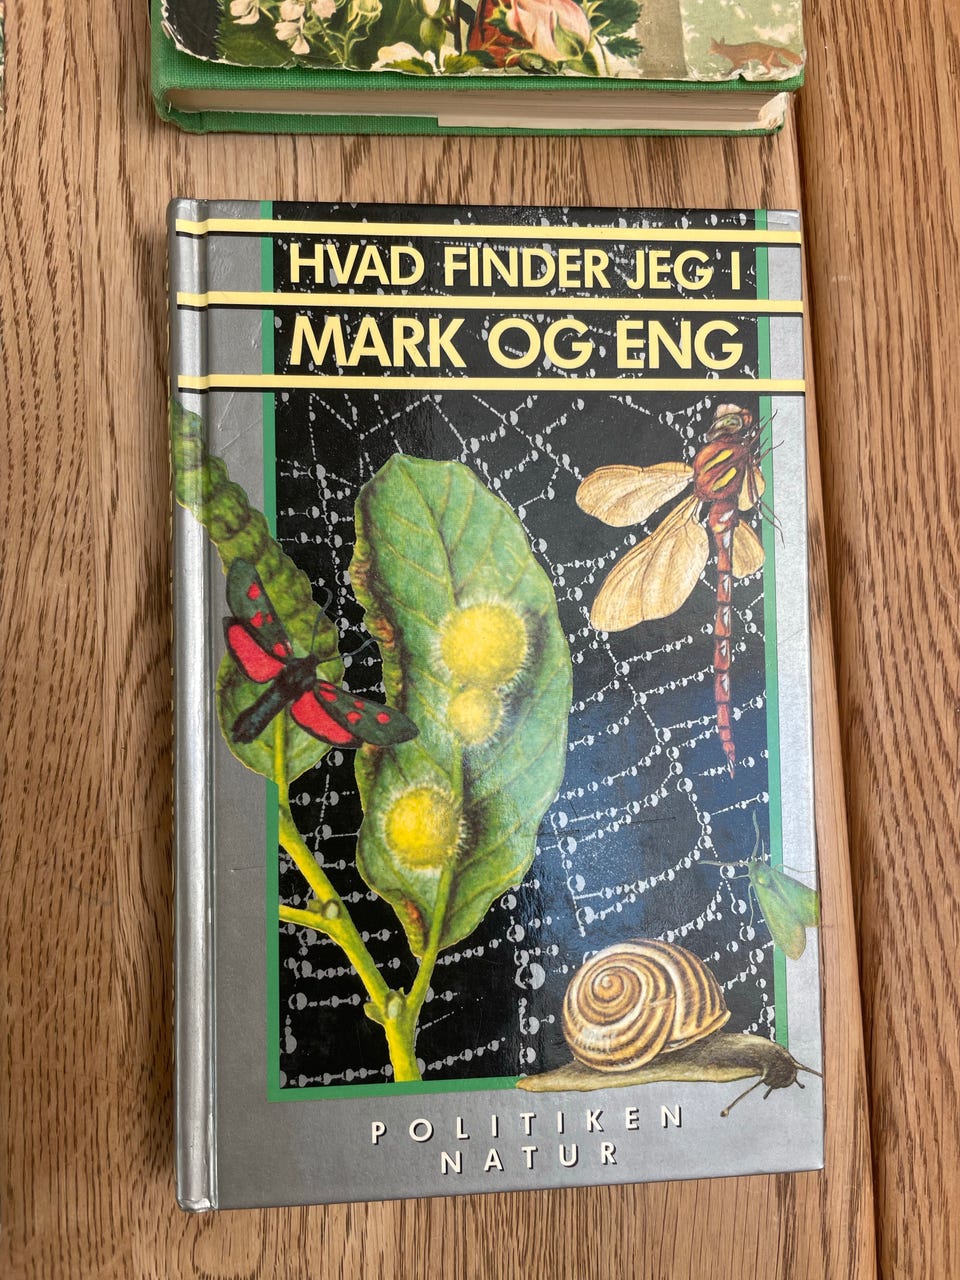 HVAD FINDER JEG I
MARK OG ENG
POLITIKEN
NATUR